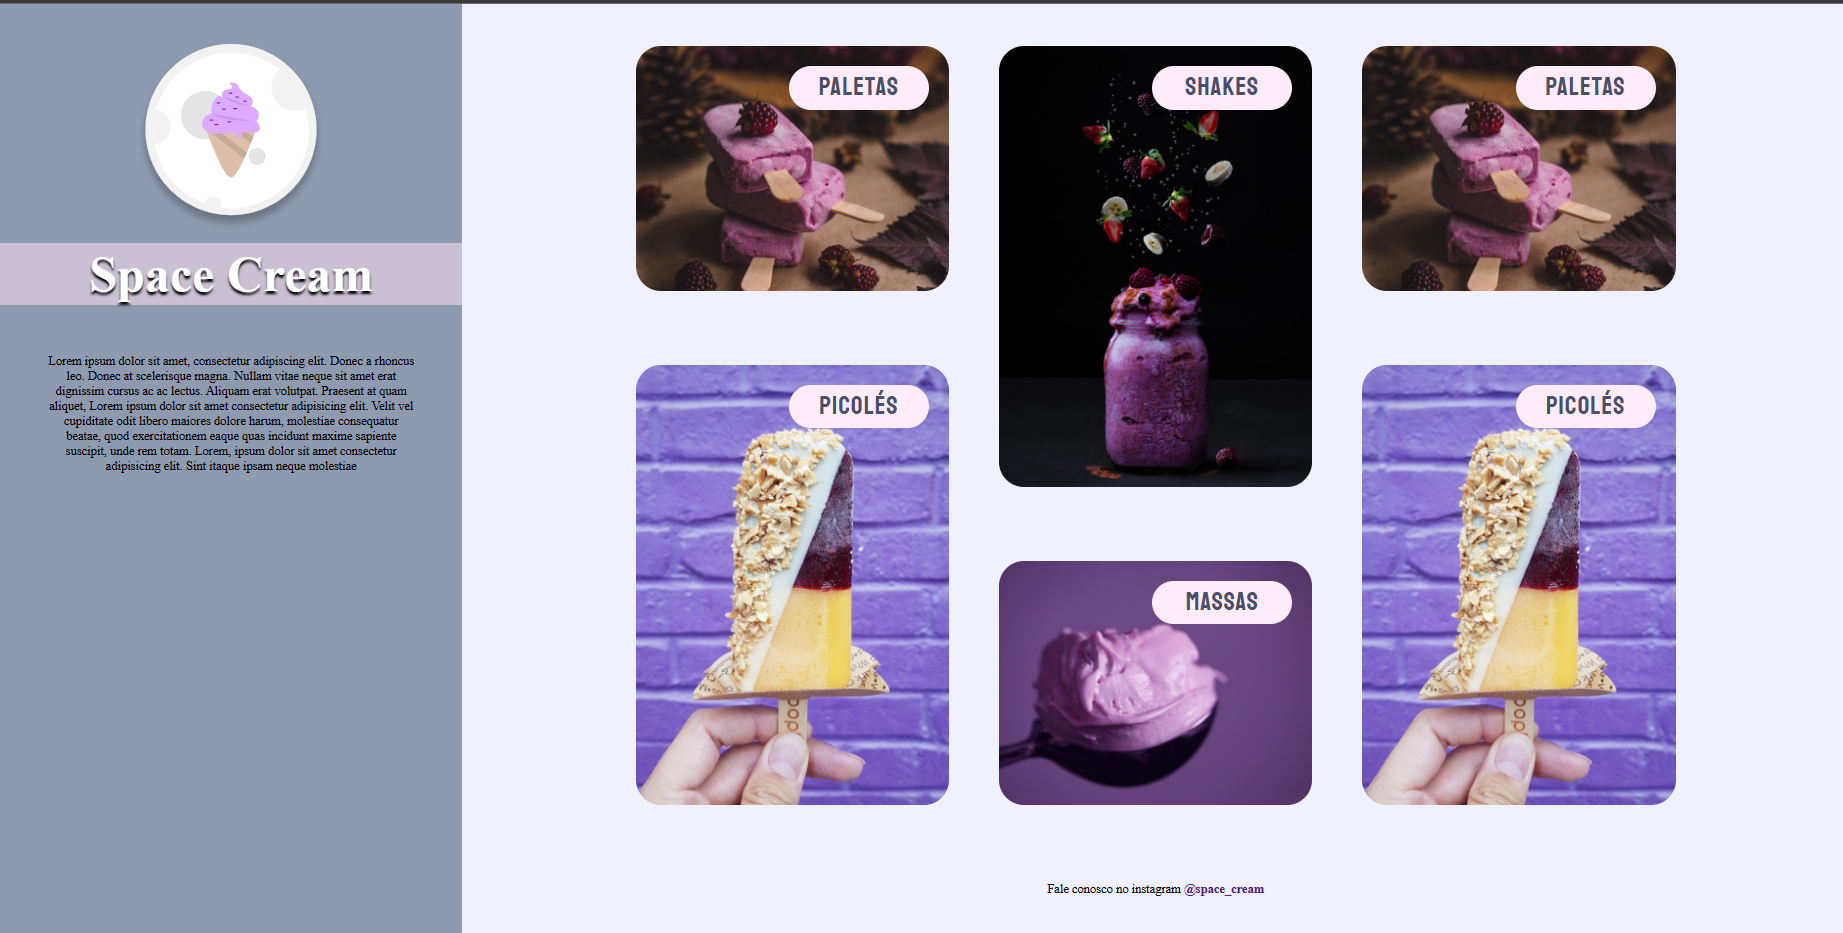 Space Cream
Lorem ipsum dolor sit amet, consectetur adipiscing elit. Donec a rhoncus
leo. Donec at scelerisque magna. Nullam vitae neque sit amet erat
dignissim cursus ac ac lectus. Aliquam erat volutpat. Praesent at quam
aliquet, Lorem ipsum dolor sit amet consectetur adipisicing elit. Velit vel
cupiditate odit libero maiores dolore harum, molestiae consequatur
beatae, quod exercitationem eaque quas incidunt maxime sapiente
suscipit, unde rem totam. Lorem, ipsum dolor sit amet consectetur
adipisicing elit. Sint itaque ipsam neque molestiae
PALETAS
SHAKES
PALETAS
PICOLÉS
PICOLÉS
MASSAS
Fale conosco no instagram @space_cream